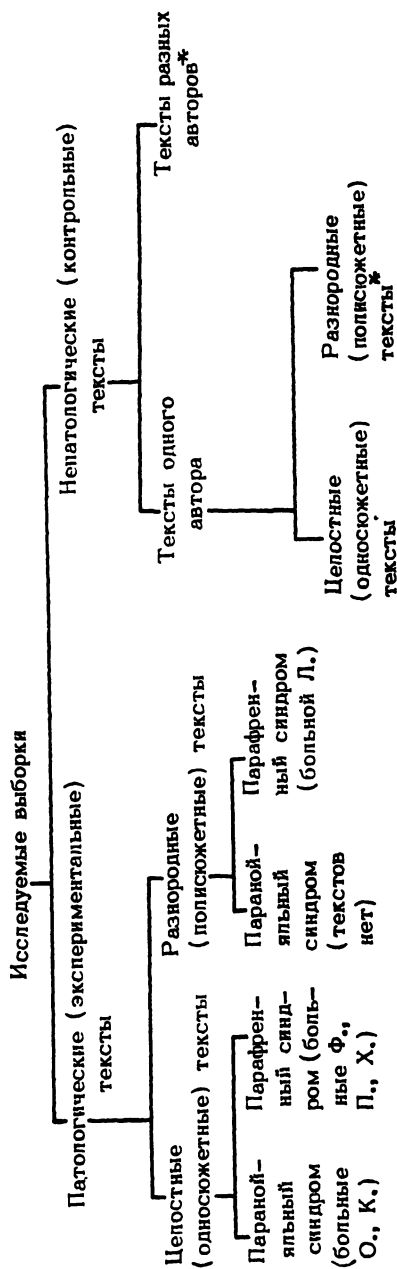 Исследуемые выборки
Патологические (экспериментальные)
тексты
Непатологические (контрольные)
тексты
Целостные
(односюжетные) тексты
Разнородные
(полисюжетные) тексты
Тексты одного
автора
Тексты разных
авторов*
Параной-
яльный
синдром
(больные
О., К.)
Парафрен-
ный синд-
ром (боль-
ные Ф.,
П., Х.)
Параной-
яльный
синдром
(текстов
нет)
Парафрен-
ный синдром
(больной Л.)
Целостные
(односюжетные)
тексты
Разнородные
(полисюжетные)
тексты*